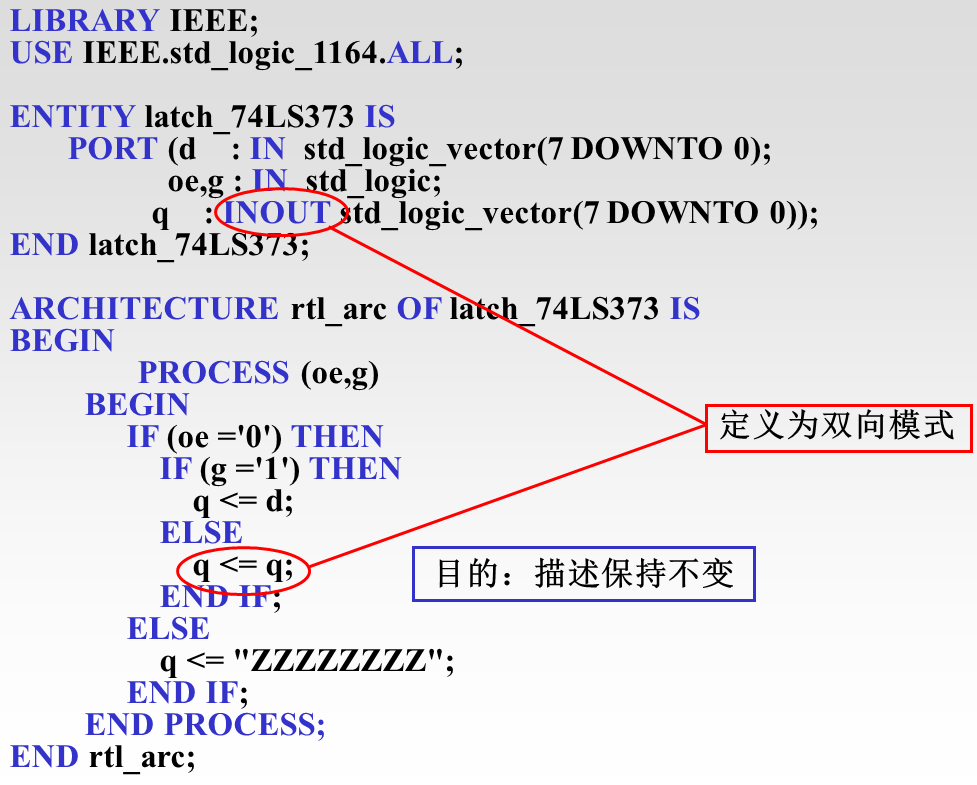 LIBRARY IEEE;
USE IEEE.std_logic_1164.ALL;
ENTITY latch_74LS373 IS
PORT (d : IN std_logic_vector(7 DOWNTO 0);
oe,g : IN std_logic;
q : INOUT std_logic_vector(7 DOWNTO 0));
END latch_74LS373;
ARCHITECTURE rtl_arc OF latch_74LS373 IS
BEGIN
PROCESS (oe,g)
BEGIN
IF (oe ='0') THEN
IF (g ='1') THEN
q <= d;
ELSE
q <= q;
END IF;
ELSE
q <= "ZZZZZZZZ";
END IF;
END PROCESS;
END rtl_arc;
定义为双向模式
目的：描述保持不变